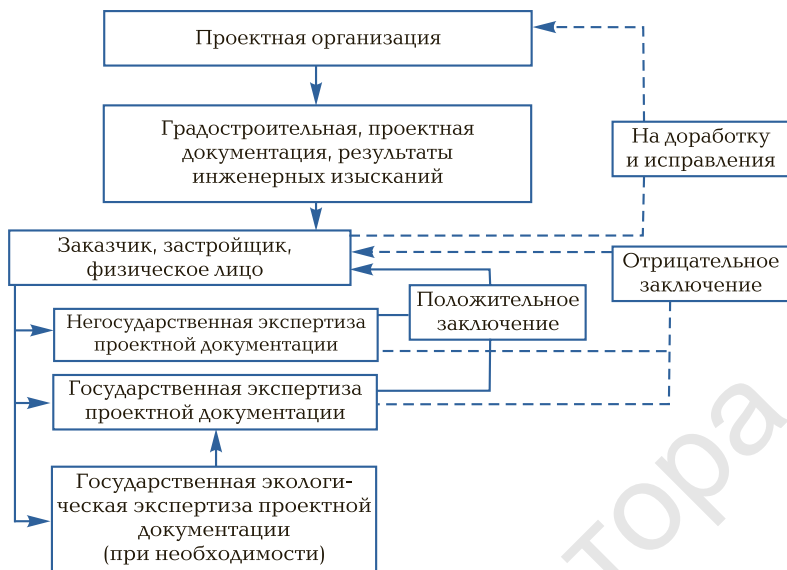 Проектная организация
Градостроительная, проектная
документация, результаты
инженерных изысканий
На доработку
и исправления
Заказчик, застройщик,
физическое лицо
Отрицательное
заключение
Положительное
заключение
Негосударственная экспертиза
проектной документации
Государственная экспертиза
проектной документации
Государственная экологи-
ческая экспертиза проектной
документации
(при необходимости)
тора